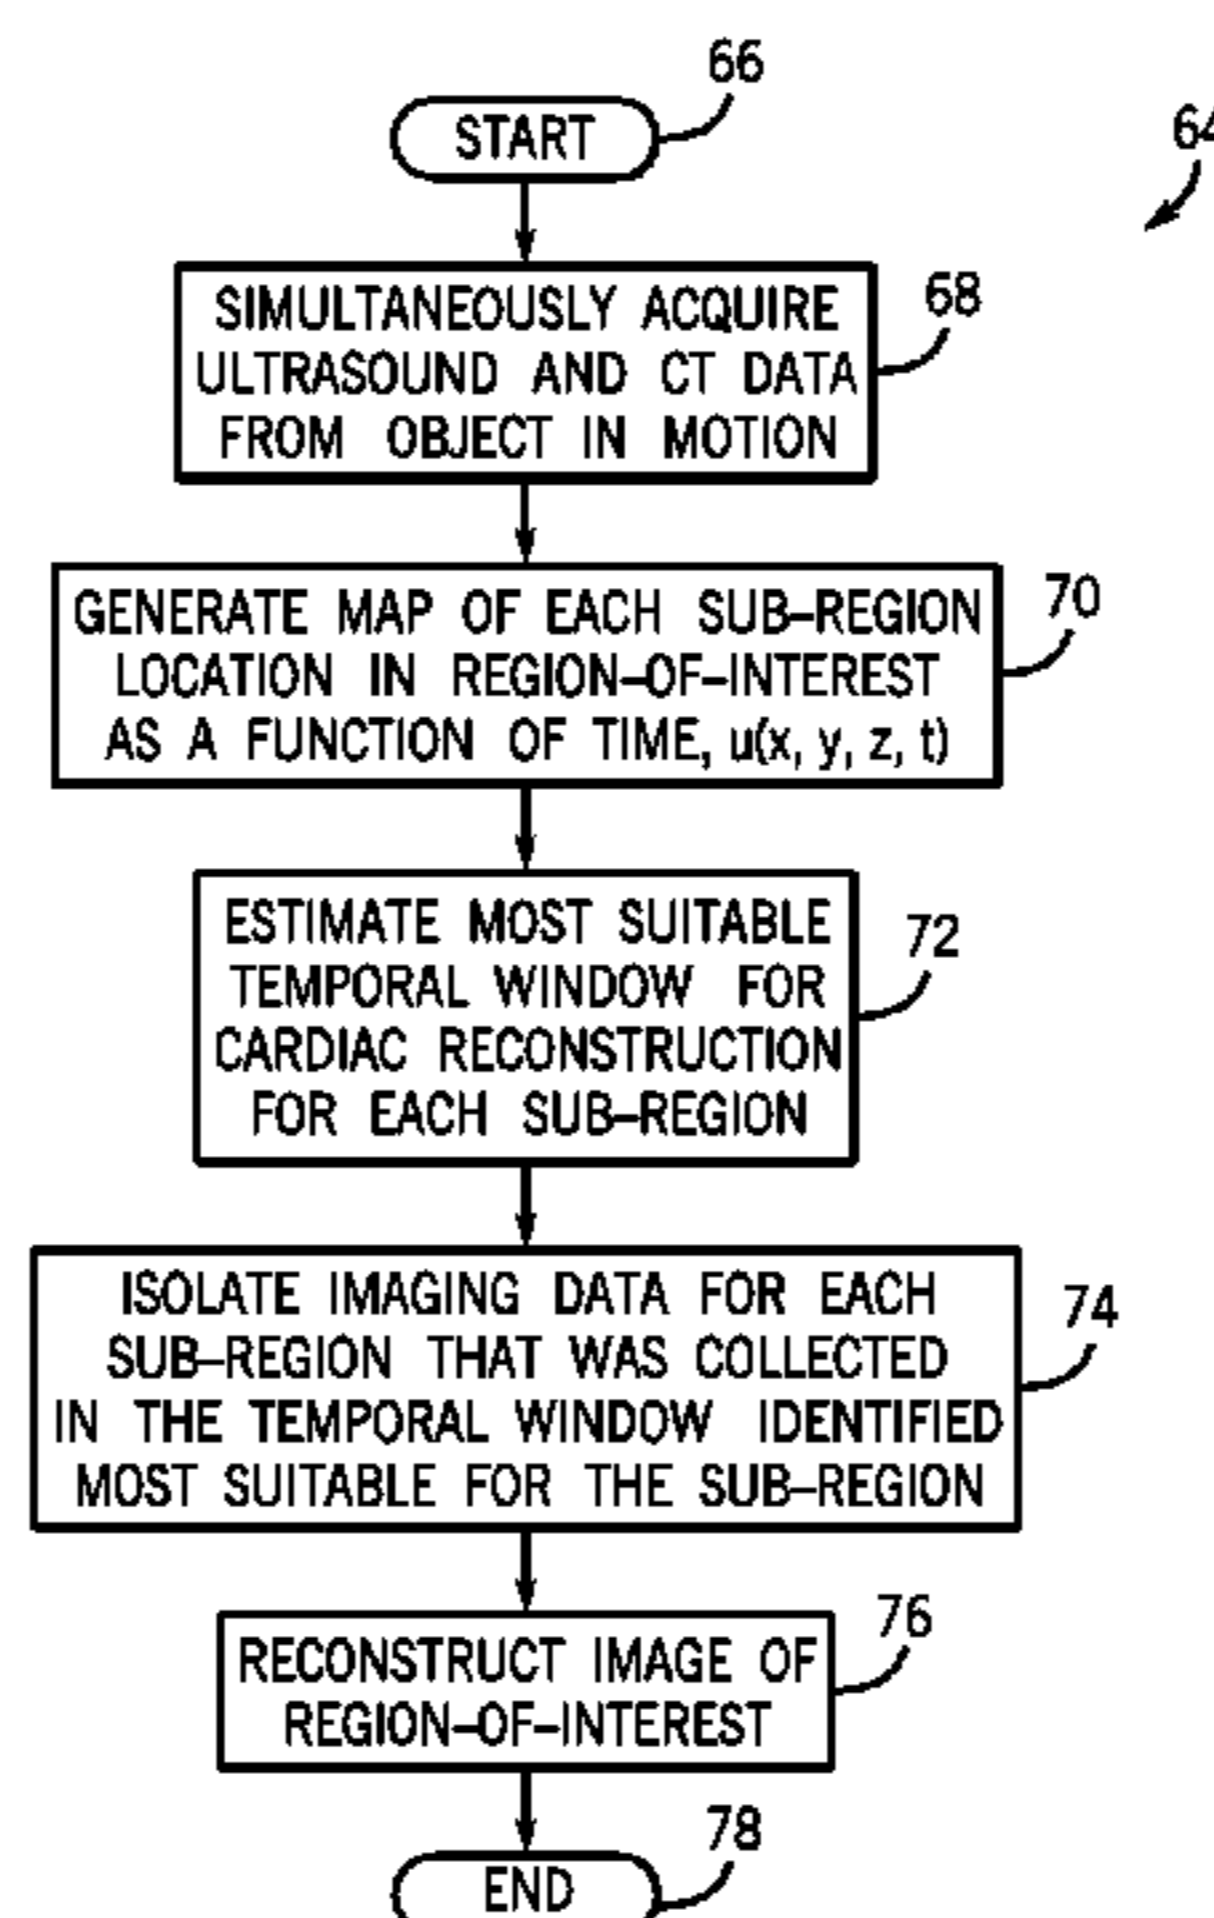 66
START
64
SIMULTANEOUSLY ACQUIRE
ULTRASOUND AND CT DATA
FROM OBJECT IN MOTION
68
GENERATE MAP OF EACH SUB-REGION
LOCATION IN REGION-OF-INTEREST
AS A FUNCTION OF TIME, u(x, y, z, t)
70
ESTIMATE MOST SUITABLE
TEMPORAL WINDOW FOR
CARDIAC RECONSTRUCTION
FOR EACH SUB-REGION
72
ISOLATE IMAGING DATA FOR EACH
SUB-REGION THAT WAS COLLECTED
IN THE TEMPORAL WINDOW IDENTIFIED
MOST SUITABLE FOR THE SUB-REGION
74
RECONSTRUCT IMAGE OF
REGION-OF-INTEREST
76
END
78